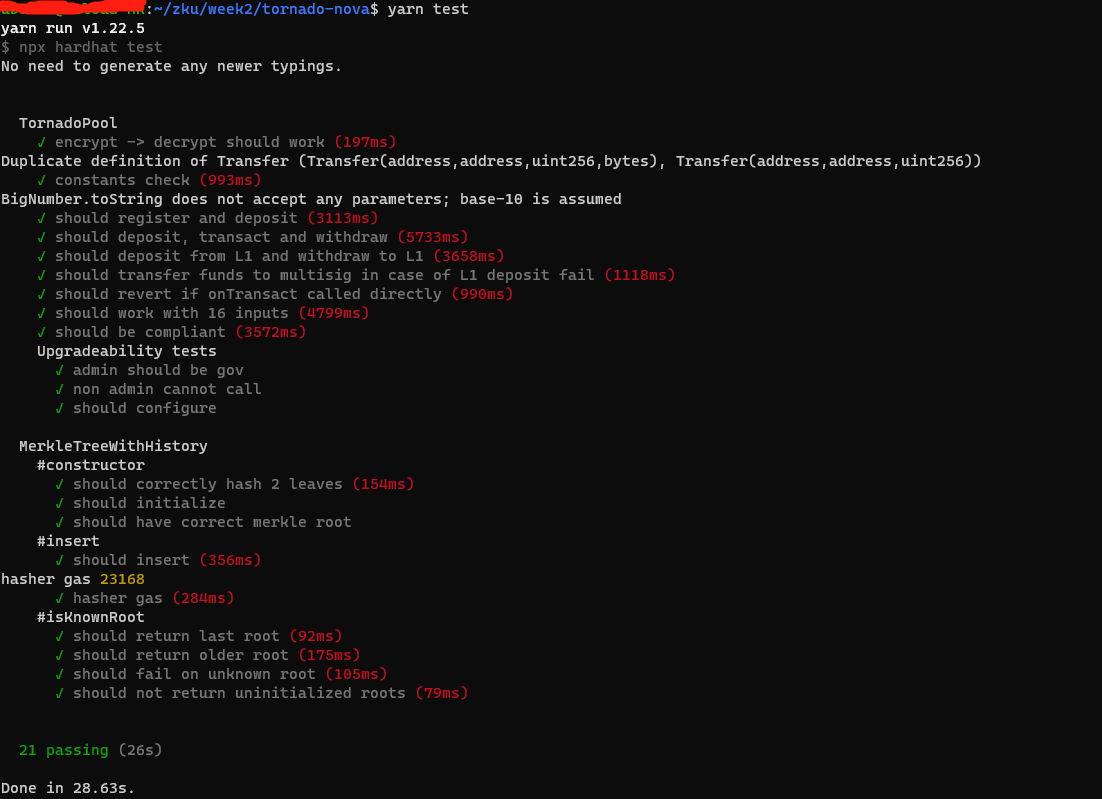 :~/zku/week2/tornado-nova$ yarn test
yarn run v1.22.5
$ npx hardhat test
No need to generate any newer typings.
TornadoPool
✓ encrypt -> decrypt should work (197ms)
Duplicate definition of Transfer (Transfer(address,address,uint256,bytes), Transfer(address,address,uint256))
✓ constants check (993ms)
BigNumber.toString does not accept any parameters; base-10 is assumed
✓ should register and deposit (3113ms)
✓ should deposit, transact and withdraw (5733ms)
✓ should deposit from L1 and withdraw to L1 (3658ms)
✓ should transfer funds to multisig in case of L1 deposit fail (1118ms)
✓ should revert if onTransact called directly (990ms)
✓ should work with 16 inputs (4799ms)
✓ should be compliant (3572ms)
Upgradeability tests
✓ admin should be gov
✓ non admin cannot call
✓ should configure
MerkleTreeWithHistory
#constructor
✓ should correctly hash 2 leaves (154ms)
✓ should initialize
✓ should have correct merkle root
#insert
✓ should insert (356ms)
hasher gas 23168
✓ hasher gas (284ms)
#isKnownRoot
✓ should return last root (92ms)
✓ should return older root (175ms)
✓ should fail on unknown root (105ms)
✓ should not return uninitialized roots (79ms)
21 passing (26s)
Done in 28.63s.